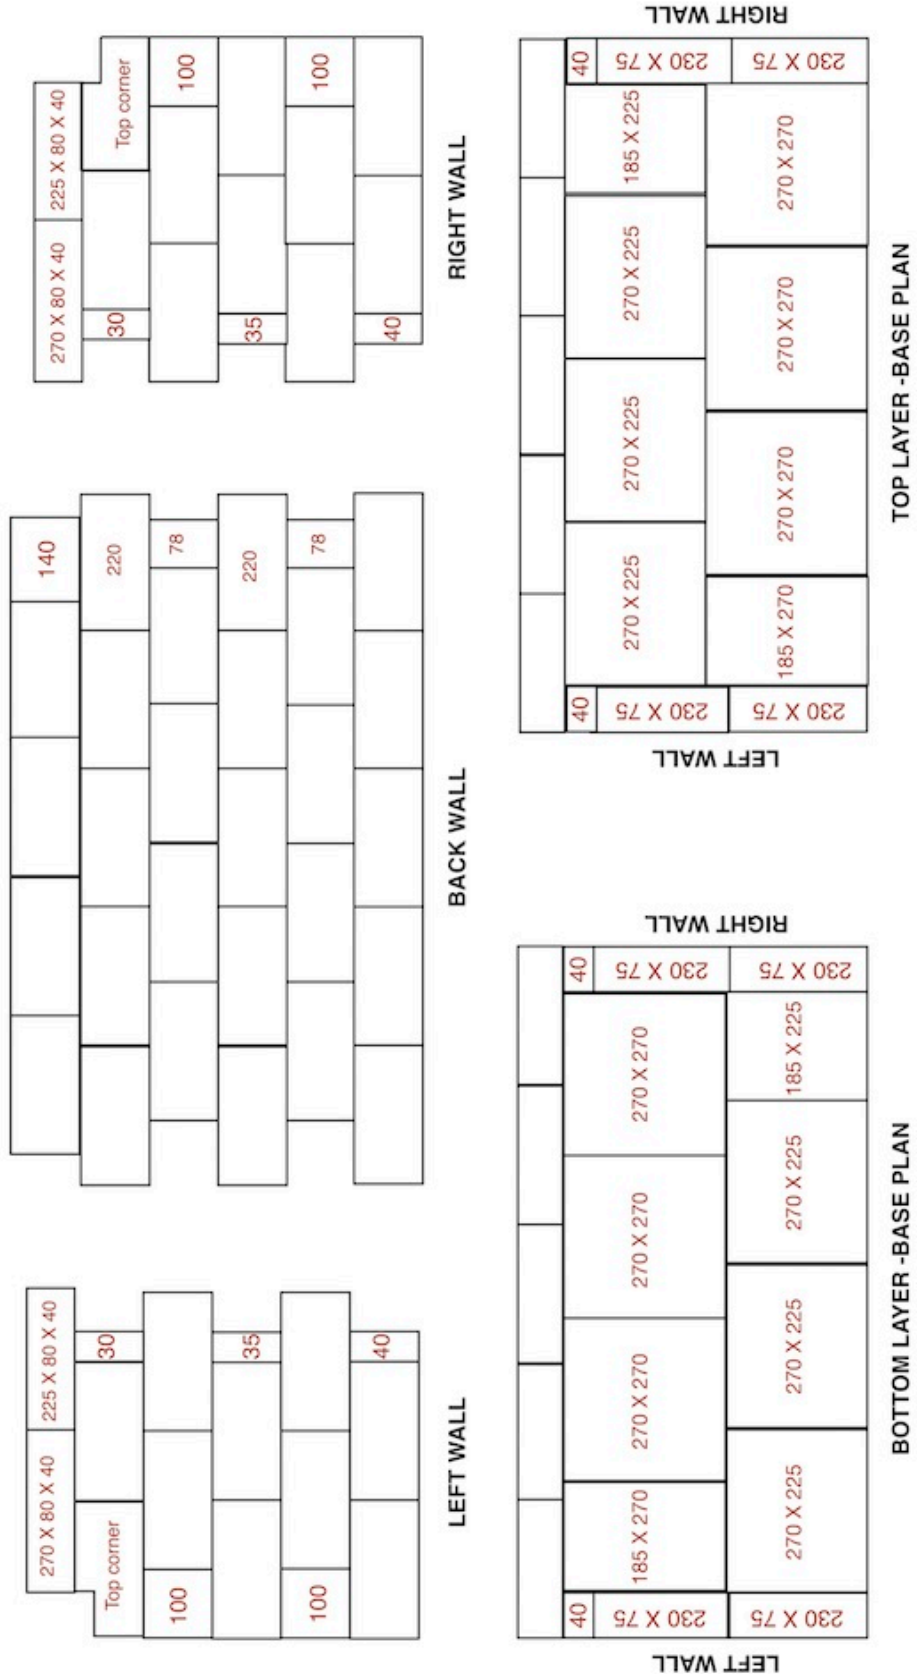 270 X 80 X 40
225 X 80 X 40
Top corner
30
100
35
100
40
LEFT WALL
140
220
78
220
78
BACK WALL
270 X 80 X 40
225 X 80 X 40
30
Top corner
100
35
100
40
RIGHT WALL
LEFT WALL
40
230 X 75
230 X 75
185 X 270
270 X 270
270 X 270
270 X 270
270 X 225
270 X 225
270 X 225
185 X 225
40
230 X 75
230 X 75
RIGHT WALL
BOTTOM LAYER -BASE PLAN
LEFT WALL
40
230 X 75
230 X 75
270 X 225
270 X 225
270 X 225
185 X 225
185 X 270
270 X 270
270 X 270
270 X 270
40
230 X 75
230 X 75
RIGHT WALL
TOP LAYER -BASE PLAN